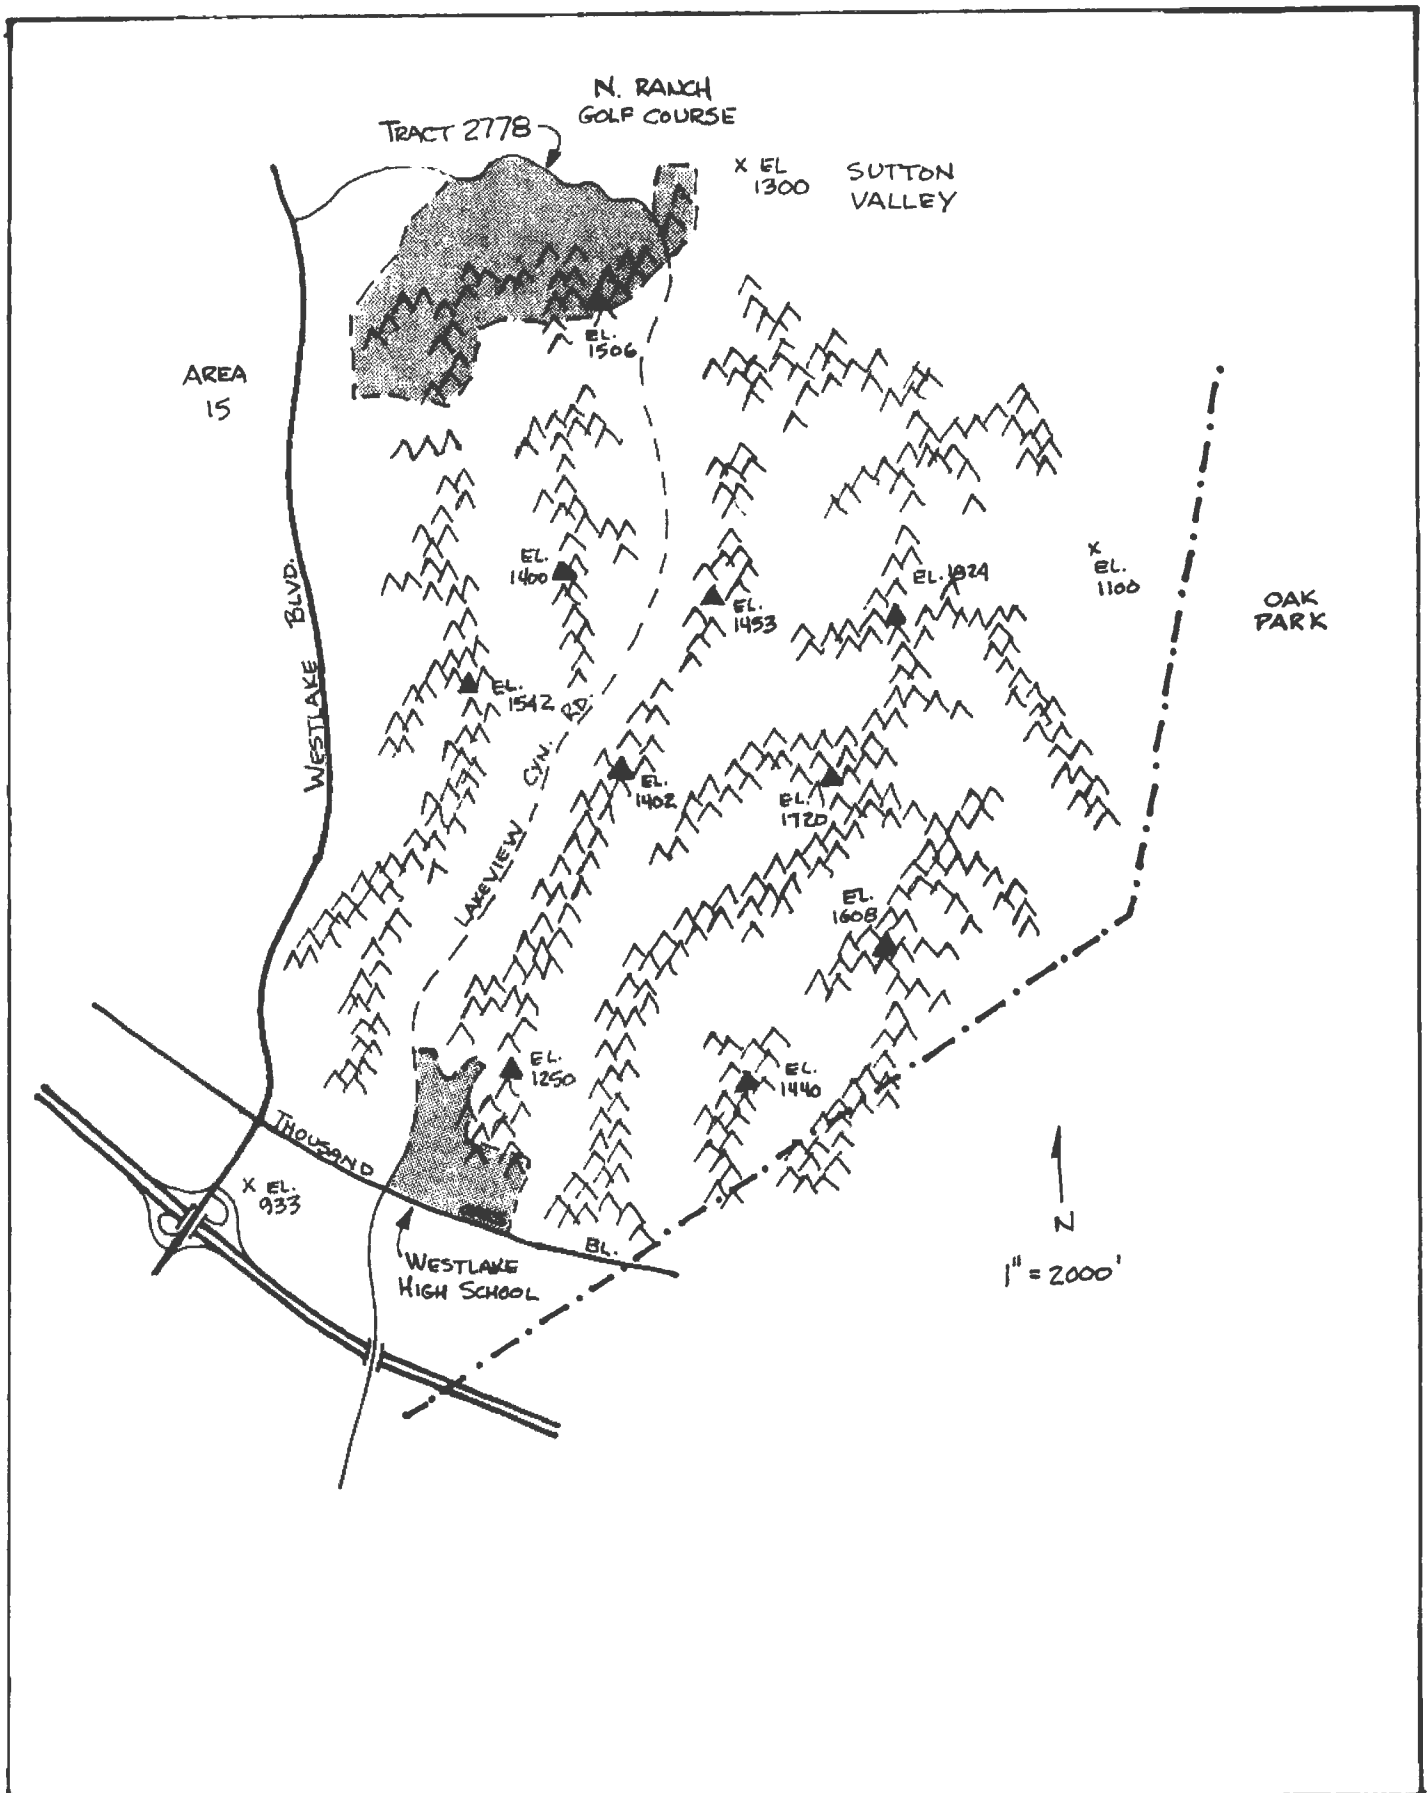 N. RANCH
GOLF COURSE
TRACT 2778
X EL
1300
SUTTON
VALLEY
EL.
1506
AREA
15
EL.
1400
X
EL.
1100
EL. 1824
OAK
PARK
EL.
1453
WESTLAKE BLVD.
EL.
1542
LAKEVIEW CYN. RD.
EL.
1402
EL.
1720
EL.
1608
EL.
1250
EL.
1440
THOUSAND
X EL.
933
BL.
WESTLAKE
HIGH SCHOOL
N
1" = 2000'